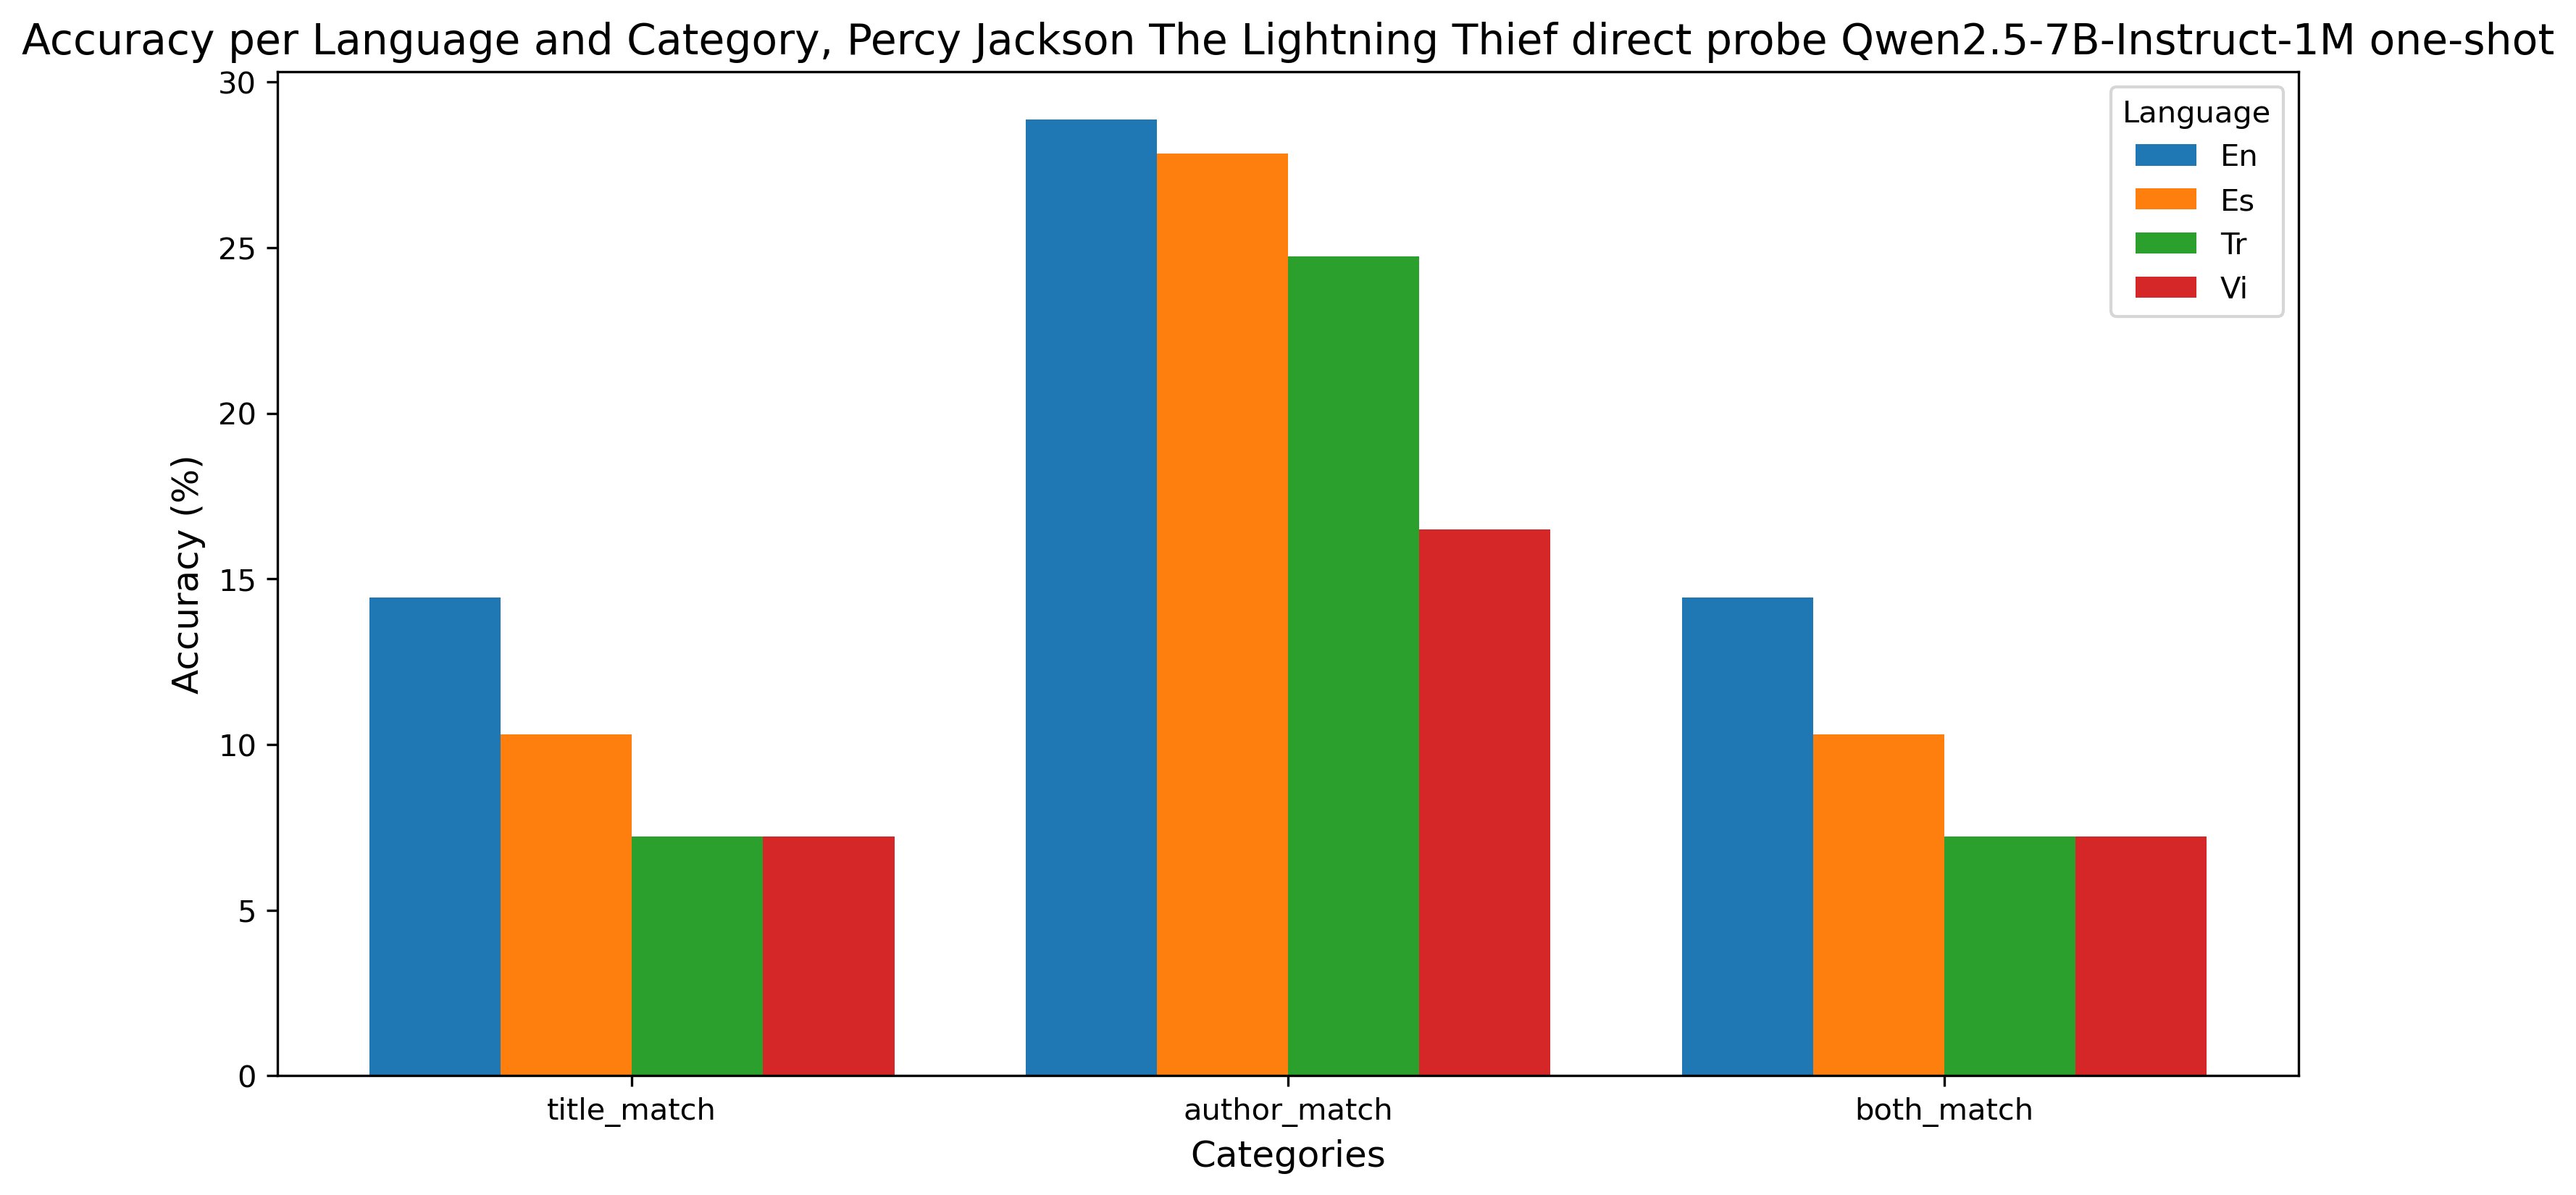 Accuracy per Language and Category, Percy Jackson The Lightning Thief direct probe Qwen2.5-7B-Instruct-1M one-shot
30
25
20
15
10
5
0
Accuracy (%)
Language
En
Es
Tr
Vi
title_match
author_match
both_match
Categories